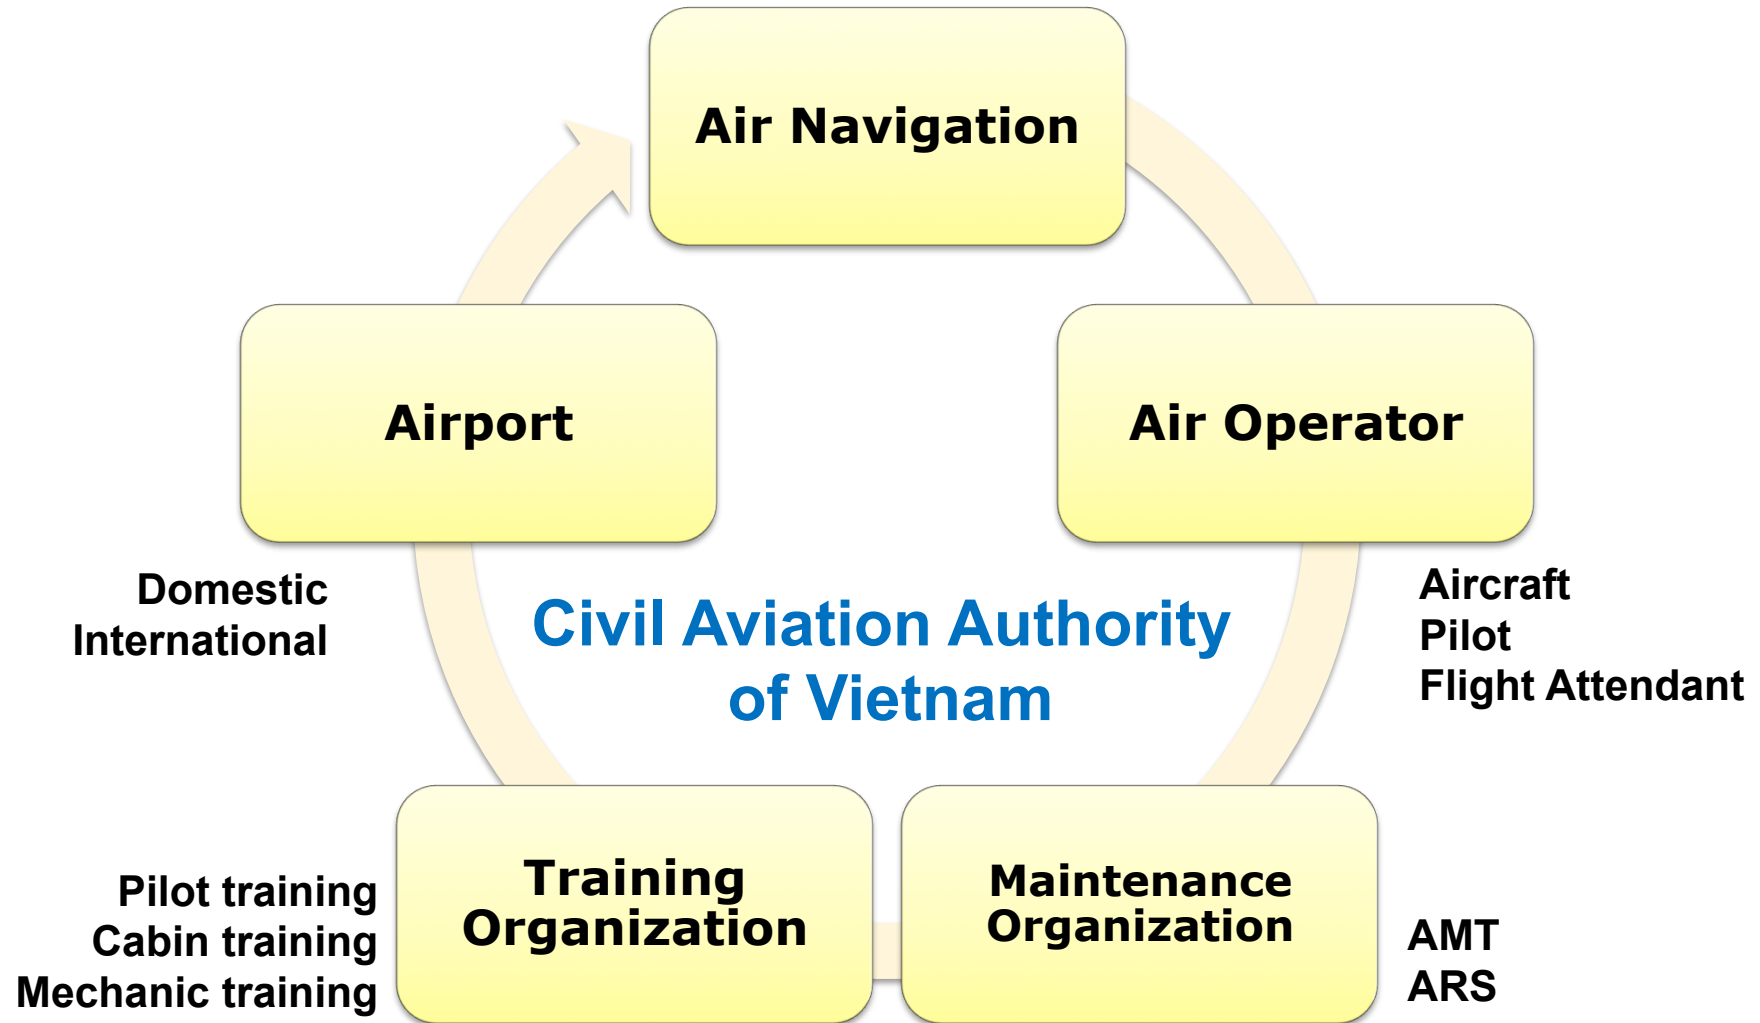 Air Navigation
Airport
Air Operator
Domestic
International
Aircraft
Pilot
Flight Attendant
Civil Aviation Authority
of Vietnam
Training
Organization
Pilot training
Cabin training
Mechanic training
Maintenance
Organization
AMT
ARS